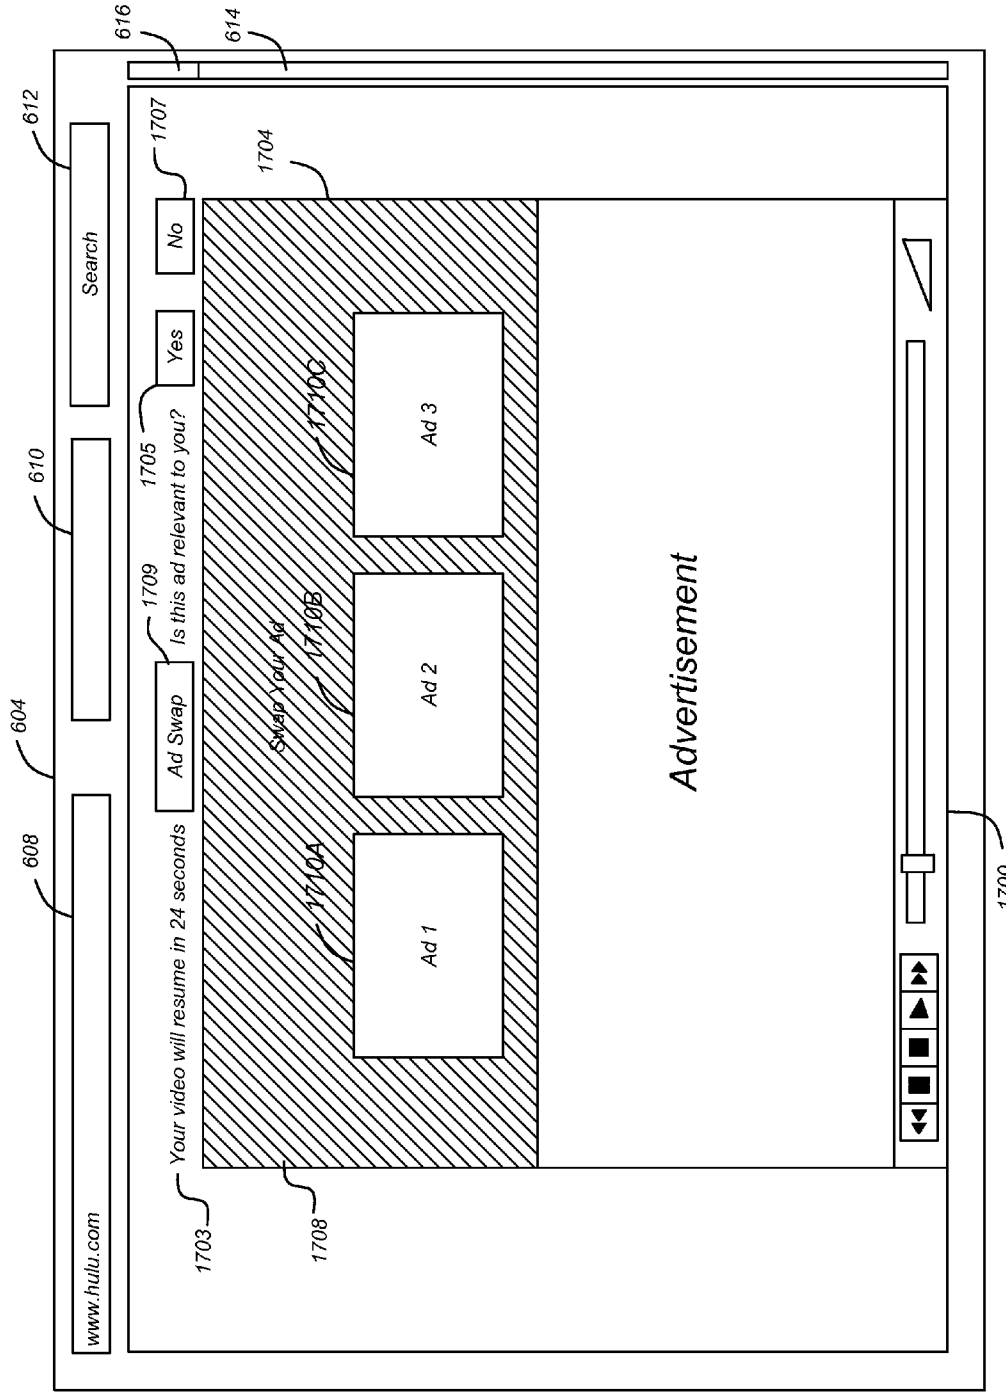 604
608
610
612
www.hulu.com
Search
616
614
1703
Your video will resume in 24 seconds
Ad Swap
1709
Is this ad relevant to you?
1705
Yes
No
1707
1704
1708
Swap Your Ad
1710A
1710B
1710C
Ad 1
Ad 2
Ad 3
Advertisement
1700